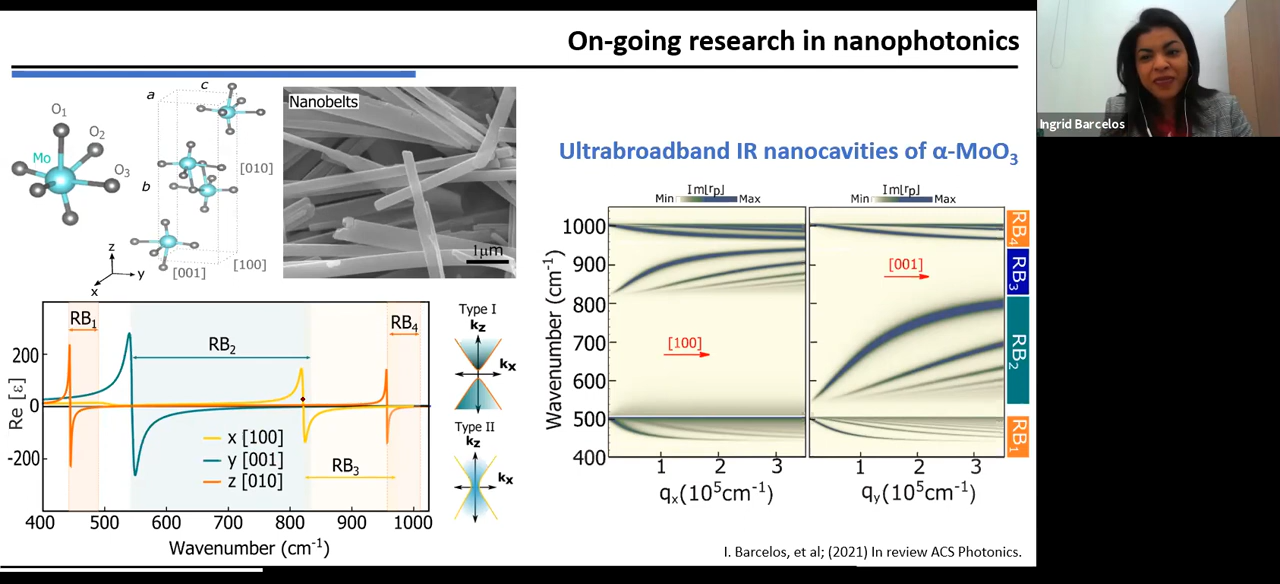 On-going research in nanophotonics
O1
O2
Mo
O3
a
c
b
[010]
[001]
[100]
z
y
x
Nanobelts
1μm
Ultrabroadband IR nanocavities of α-MoO3
Re [ε]
200
0
-200
RB1
RB2
RB3
RB4
x [100]
y [001]
z [010]
400 500 600 700 800 900 1000
Wavenumber (cm-1)
Type I
kz
kx
Type II
kz
kx
Im[rp]
Min Max
Im[rp]
Min Max
Wavenumber (cm-1)
1000
900
800
700
600
500
400
[100]
[001]
RB4
RB3
RB2
RB1
1 2 3
1 2 3
qx(10^5cm-1)
qy(10^5cm-1)
I. Barcelos, et al; (2021) In review ACS Photonics.
Ingrid Barcelos